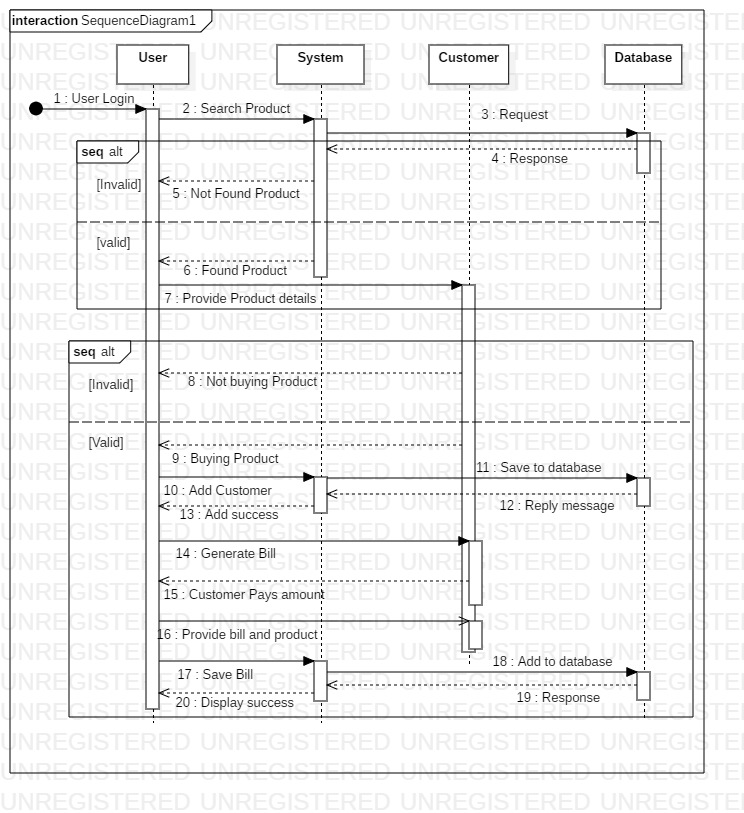 interaction SequenceDiagram1
User
System
Customer
Database
1 : User Login
2 : Search Product
3 : Request
seq alt
4 : Response
[Invalid]
5 : Not Found Product
[valid]
6 : Found Product
7 : Provide Product details
seq alt
[Invalid]
8 : Not buying Product
[Valid]
9 : Buying Product
11 : Save to database
10 : Add Customer
12 : Reply message
13 : Add success
14 : Generate Bill
15 : Customer Pays amount
16 : Provide bill and product
18 : Add to database
17 : Save Bill
19 : Response
20 : Display success
UNREGISTERED UNREGISTERED UNREGISTERED UNREGISTERED